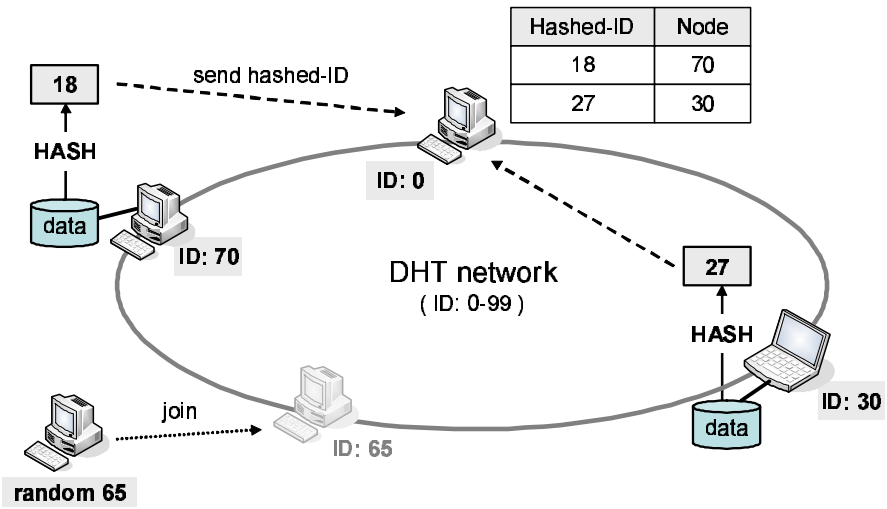 Hashed-ID Node
18 70
27 30
18
send hashed-ID
HASH
ID: 0
data
ID: 70
DHT network
( ID: 0-99 )
27
HASH
join
data
ID: 30
ID: 65
random 65